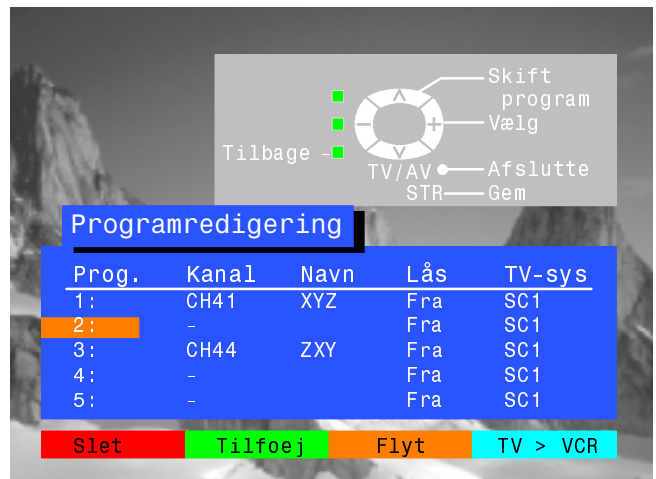 Skift
program
Vælg
Tilbage –
TV/AV Afslutte
STR Gem
Programredigering
Prog. Kanal Navn Lås TV-sys
1: CH41 XYZ Fra SC1
2: – Fra SC1
3: CH44 ZXY Fra SC1
4: – Fra SC1
5: – Fra SC1
Slet Tilfoej Flyt TV > VCR